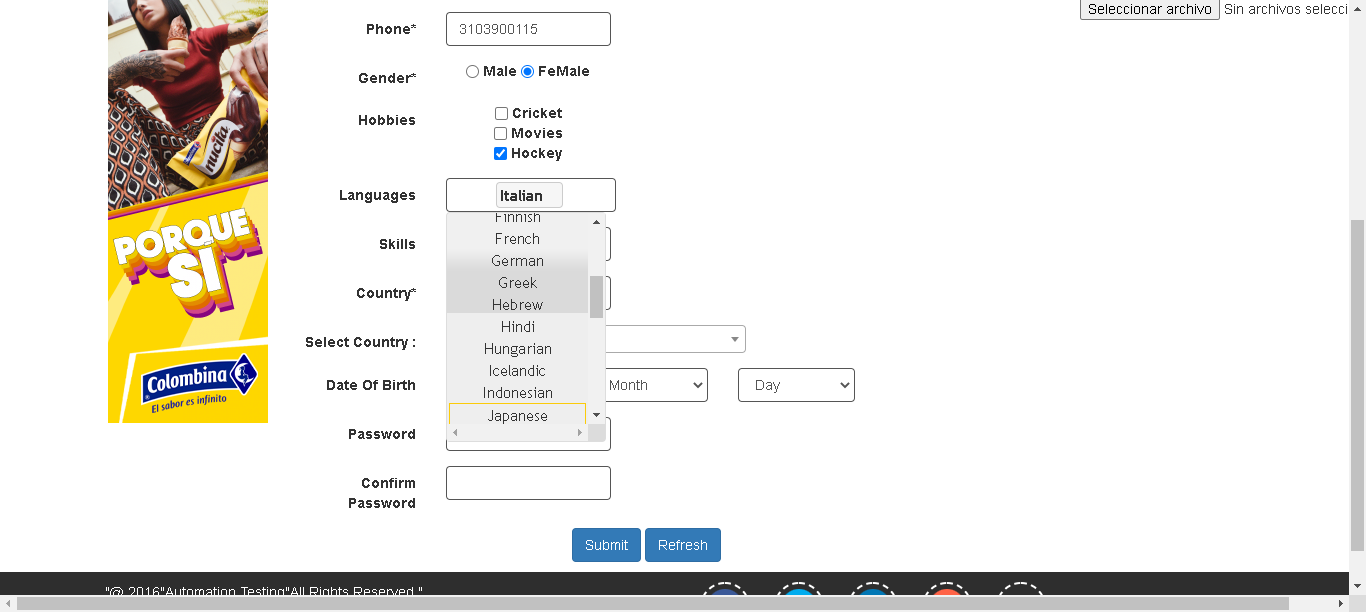 Seleccionar archivo Sin archivos selecci
Phone* 3103900115
Gender* Male FeMale
Hobbies Cricket
Movies
Hockey
Languages Italian
Finnish
French
German
Greek
Hebrew
Hindi
Hungarian
Icelandic
Indonesian
Japanese
Skills
Country*
Select Country :
Date Of Birth Month Day
Password
Confirm
Password
Submit Refresh
nucita
PORQUE
SÍ
Colombina
El sabor es infinito
"@ 2016"Automation Testing"All Rights Reserved."